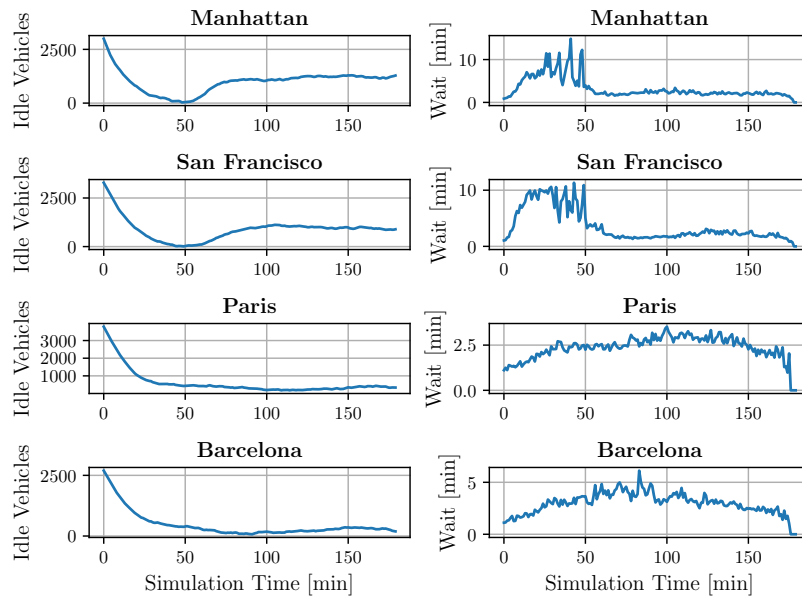 Manhattan
Idle Vehicles
2500
0
0 50 100 150
Manhattan
Wait [min]
10
0
0 50 100 150
San Francisco
Idle Vehicles
2500
0
0 50 100 150
San Francisco
Wait [min]
10
0
0 50 100 150
Paris
Idle Vehicles
3000
2000
1000
0 50 100 150
Paris
Wait [min]
2.5
0.0
0 50 100 150
Barcelona
Idle Vehicles
2500
0
0 50 100 150
Simulation Time [min]
Barcelona
Wait [min]
5
0
0 50 100 150
Simulation Time [min]